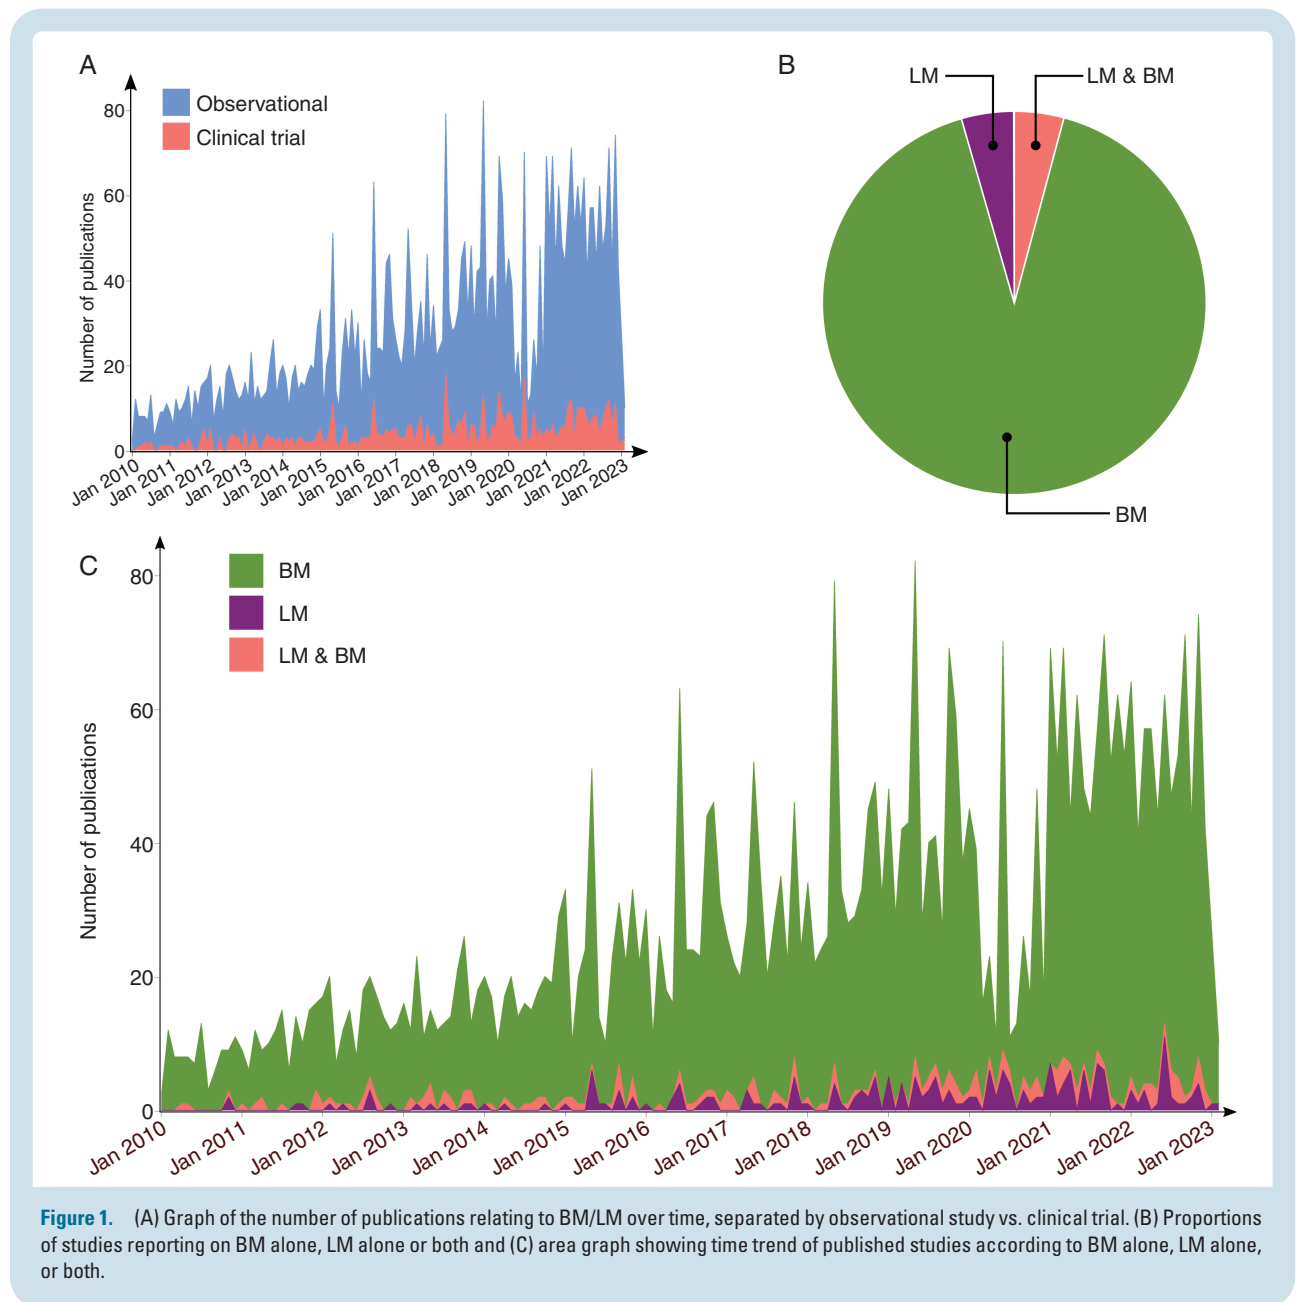 A
Observational
Clinical trial
Number of publications
80
60
40
20
0
Jan 2010
Jan 2011
Jan 2012
Jan 2013
Jan 2014
Jan 2015
Jan 2016
Jan 2017
Jan 2018
Jan 2019
Jan 2020
Jan 2021
Jan 2022
Jan 2023
B
LM
LM & BM
BM
C
BM
LM
LM & BM
Number of publications
80
60
40
20
0
Jan 2010
Jan 2011
Jan 2012
Jan 2013
Jan 2014
Jan 2015
Jan 2016
Jan 2017
Jan 2018
Jan 2019
Jan 2020
Jan 2021
Jan 2022
Jan 2023
Figure 1. (A) Graph of the number of publications relating to BM/LM over time, separated by observational study vs. clinical trial. (B) Proportions
of studies reporting on BM alone, LM alone or both and (C) area graph showing time trend of published studies according to BM alone, LM alone,
or both.